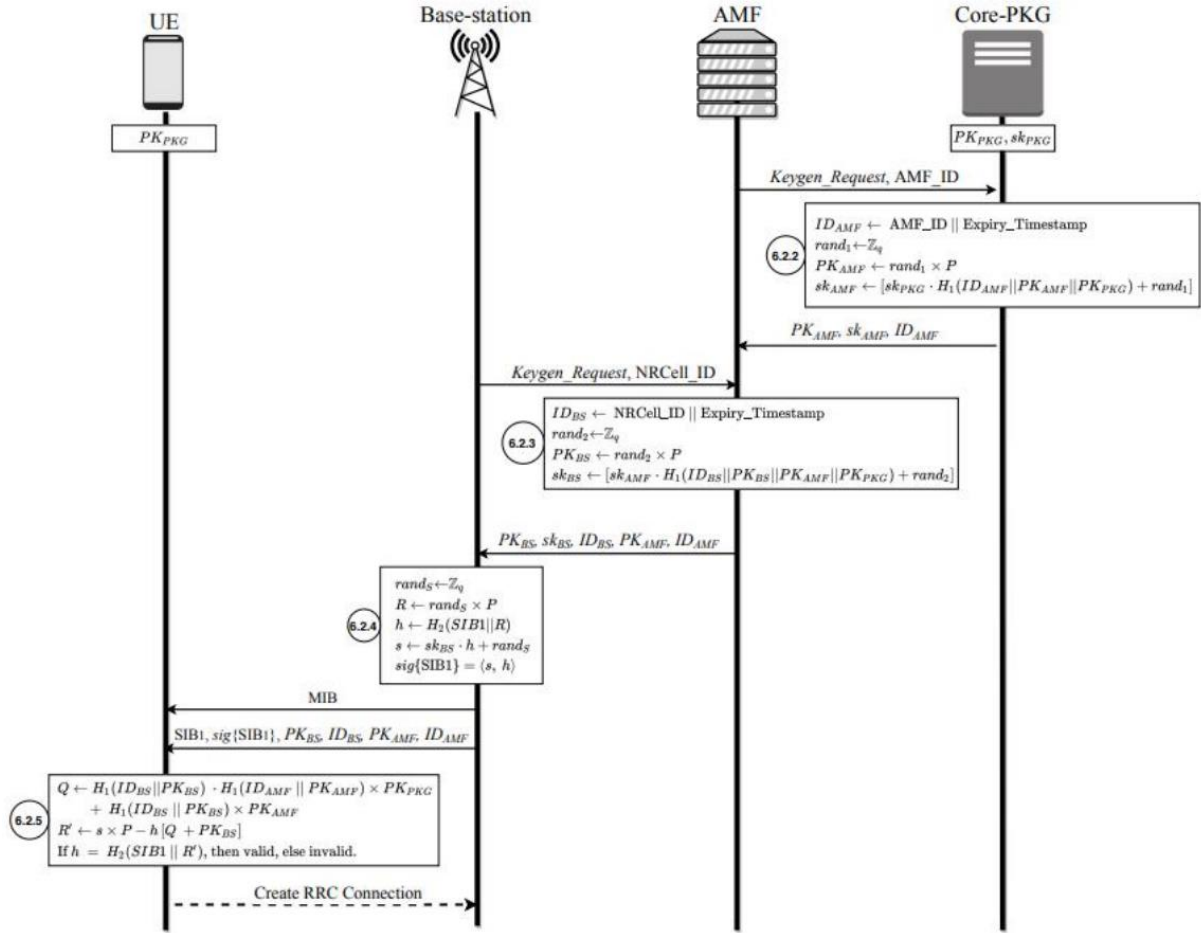 UE
Base-station
AMF
Core-PKG
PK_PKG
PK_PKG, sk_PKG
Keygen_Request, AMF_ID
6.2.2
ID_AMF ← AMF_ID || Expiry_Timestamp
rand_1←ℤ_q
PK_AMF ← rand_1 × P
sk_AMF ← [sk_PKG · H_1(ID_AMF||PK_AMF||PK_PKG) + rand_1]
PK_AMF, sk_AMF, ID_AMF
Keygen_Request, NRCell_ID
6.2.3
ID_BS ← NRCell_ID || Expiry_Timestamp
rand_2←ℤ_q
PK_BS ← rand_2 × P
sk_BS ← [sk_AMF · H_1(ID_BS||PK_BS||PK_AMF||PK_PKG) + rand_2]
PK_BS, sk_BS, ID_BS, PK_AMF, ID_AMF
6.2.4
rand_S←ℤ_q
R ← rand_S × P
h ← H_2(SIB1||R)
s ← sk_BS · h + rand_S
sig{SIB1} = ⟨s, h⟩
MIB
SIB1, sig{SIB1}, PK_BS, ID_BS, PK_AMF, ID_AMF
6.2.5
Q ← H_1(ID_BS||PK_BS) · H_1(ID_AMF || PK_AMF) × PK_PKG
+ H_1(ID_BS || PK_BS) × PK_AMF
R′ ← s × P − h [Q + PK_BS]
If h = H_2(SIB1 || R′), then valid, else invalid.
Create RRC Connection